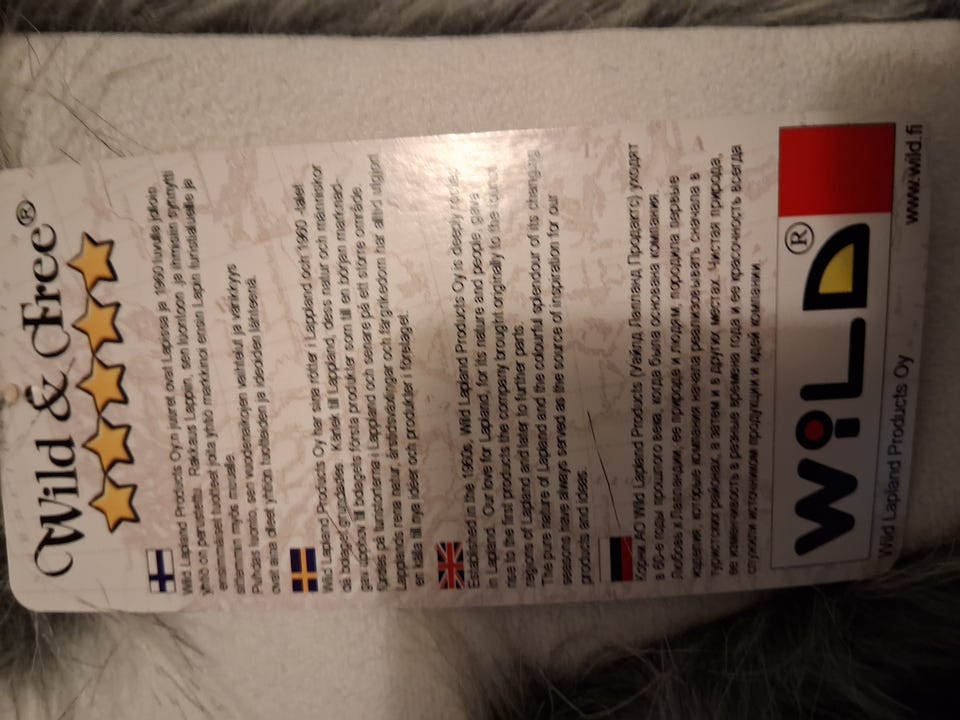 Wild & Free®
Wild Lapland Products Oy:n juuret ovat Lapissa ja 1960 luvulla jolloin
yhtiö on perustettu. Rakkaus Lappiin, sen luontoon ja ihmisiin synnytti
ensimmäiset tuotteet joita yhtiö markkinoi ensin Lapin turistialueille ja
sittemmin myös muualle.
Puhdas luonto, sen vuodenaikojen vaihtelut ja värikkyys
ovat aina olleet yhtiön tuotteiden ja ideoiden lähteenä.
Wild Lapland Products Oy har sina rötter i Lappland och 1960 -talet
då bolaget grundades. Kärlek till Lappland, dess natur och människor
gav upphov till bolagets första produkter som till en början marknad-
fördes på turistorterna i Lappland och senare på ett större område.
Lapplands rena natur, årstidsväxlingar och färgrikedom har alltid utgjort
en källa till nya ideer och produkter i företaget.
Established in the 1960s, Wild Lapland Products Oy is deeply rooted
in Lapland. Our love for Lapland, for its nature and people, gave
rise to the first products the company brought originally to the tourist
regions of Lapland and later to further parts.
The pure nature of Lapland and the colourful splendour of its changing
seasons have always served as the source of inspiration for our
products and ideas.
Корни АО Wild Lapland Products (Уайлд Лапланд Продактс) уходят
в 60-е годы прошлого века, когда была основана компания.
Любовь к Лапландии, ее природе и людям, породила первые
изделия, которые компания начала реализовывать сначала в
туристских районах, а затем и в других местах. Чистая природа,
ее изменчивость в разные времена года и ее красочность всегда
служили источником продукции и идей компании.
WiLD®
Wild Lapland Products Oy
www.wild.fi